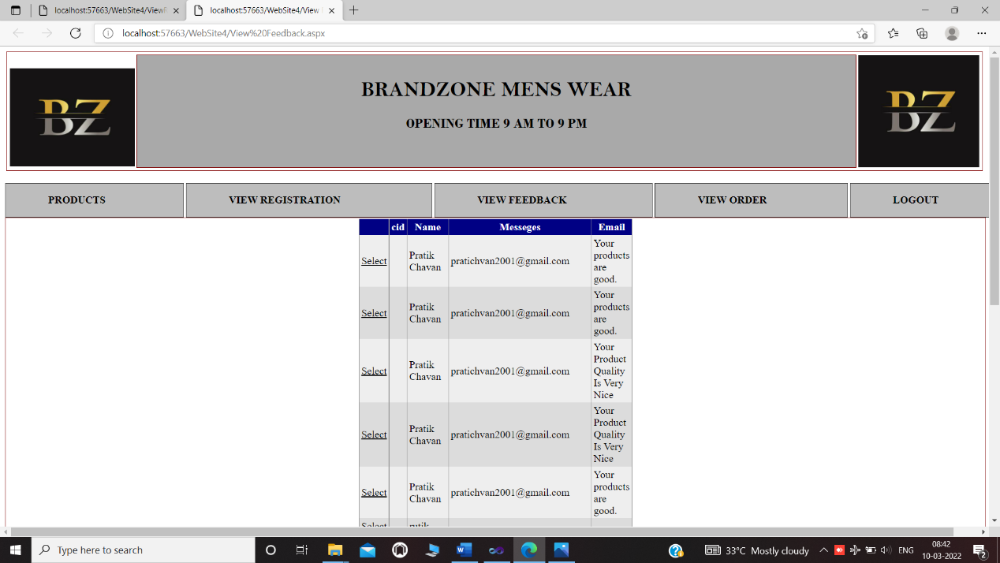 localhost:57663/WebSite4/ViewF
localhost:57663/WebSite4/View
localhost:57663/WebSite4/View%20Feedback.aspx
BZ
BRANDZONE MENS WEAR
OPENING TIME 9 AM TO 9 PM
BZ
PRODUCTS VIEW REGISTRATION VIEW FEEDBACK VIEW ORDER LOGOUT
cid Name Messeges Email
Select Pratik Chavan pratichvan2001@gmail.com Your products are good.
Select Pratik Chavan pratichvan2001@gmail.com Your products are good.
Select Pratik Chavan pratichvan2001@gmail.com Your Product Quality Is Very Nice
Select Pratik Chavan pratichvan2001@gmail.com Your Product Quality Is Very Nice
Select Pratik Chavan pratichvan2001@gmail.com Your products are good.
Select rutik
Type here to search
33°C Mostly cloudy
ENG
08:42
10-03-2022
2